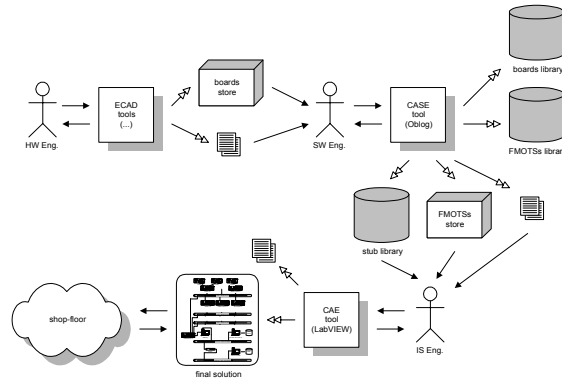 boards
store
ECAD
tools
(...)
HW Eng.
SW Eng.
CASE
tool
(Oblog)
boards library
FMOTSs library
stub library
FMOTSs
store
shop-floor
final solution
CAE
tool
(LabVIEW)
IS Eng.